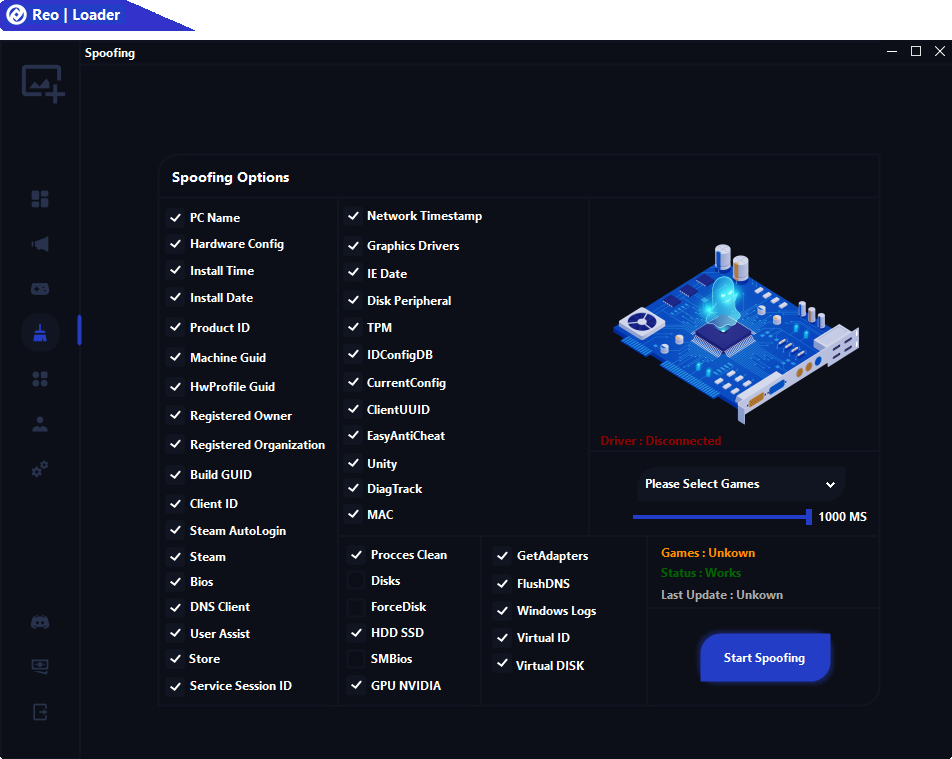 Reo | Loader
Spoofing
Spoofing Options
PC Name
Hardware Config
Install Time
Install Date
Product ID
Machine Guid
HwProfile Guid
Registered Owner
Registered Organization
Build GUID
Client ID
Steam AutoLogin
Steam
Bios
DNS Client
User Assist
Store
Service Session ID
Network Timestamp
Graphics Drivers
IE Date
Disk Peripheral
TPM
IDConfigDB
CurrentConfig
ClientUUID
EasyAntiCheat
Unity
DiagTrack
MAC
Procces Clean
Disks
ForceDisk
HDD SSD
SMBios
GPU NVIDIA
GetAdapters
FlushDNS
Windows Logs
Virtual ID
Virtual DISK
Driver : Disconnected
Please Select Games
1000 MS
Games : Unkown
Status : Works
Last Update : Unkown
Start Spoofing